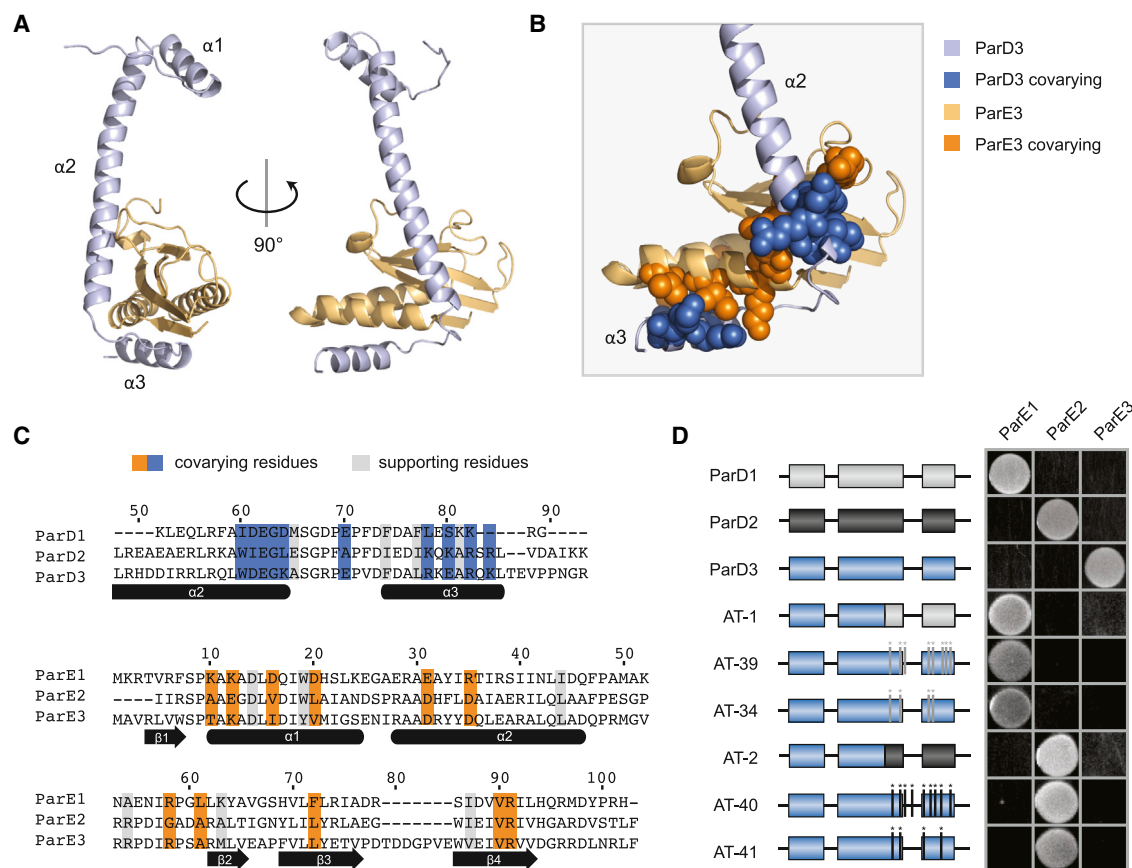 A
α1
α2
90°
α3
B
α2
α3
ParD3
ParD3 covarying
ParE3
ParE3 covarying
C
covarying residues
supporting residues
50 60 70 80 90
ParD1 ----KLEQLRFAIDEGDMSGDPEPFDFDAFLESKK---RG----
ParD2 LREAEAERLRKAWIEGLESGPFAPFDIEDIKQKARSRL--VDAIKK
ParD3 LRHDDIRRLRQLWDEGKASGRPEPVDFDALRKEARQKLTEVPPNGR
α2 α3
10 20 30 40 50
ParE1 MKRTVRFSPKAKADLDQIWDHSLKEGAERAEAYIRTIRSIINLIDQFPAMAK
ParE2 ----IIRSPAAEGDLVDIWLAIANDSPRAADHFLDAIAERILQLAAFPESGP
ParE3 MAVRLVWSPTAKADLIDIYVMIGSENIRAADRYYDQLEARALQLADQPRMGV
β1 α1 α2
60 70 80 90 100
ParE1 NAENIRPGLLKYAVGSHVLFLRIADR-------SIDVVRILHQRMDYPRH-
ParE2 RRPDIGADARALTIGNYLILYRLAEG-------WVEIVRIVHGARDVSTLF
ParE3 RRPDIRPSARMLVEAPFVLLYETVPDTDDGPVEWVEIVRVVDGRRDLNRLF
β2 β3 β4
D
ParE1 ParE2 ParE3
ParD1
ParD2
ParD3
AT-1
AT-39
AT-34
AT-2
AT-40
AT-41